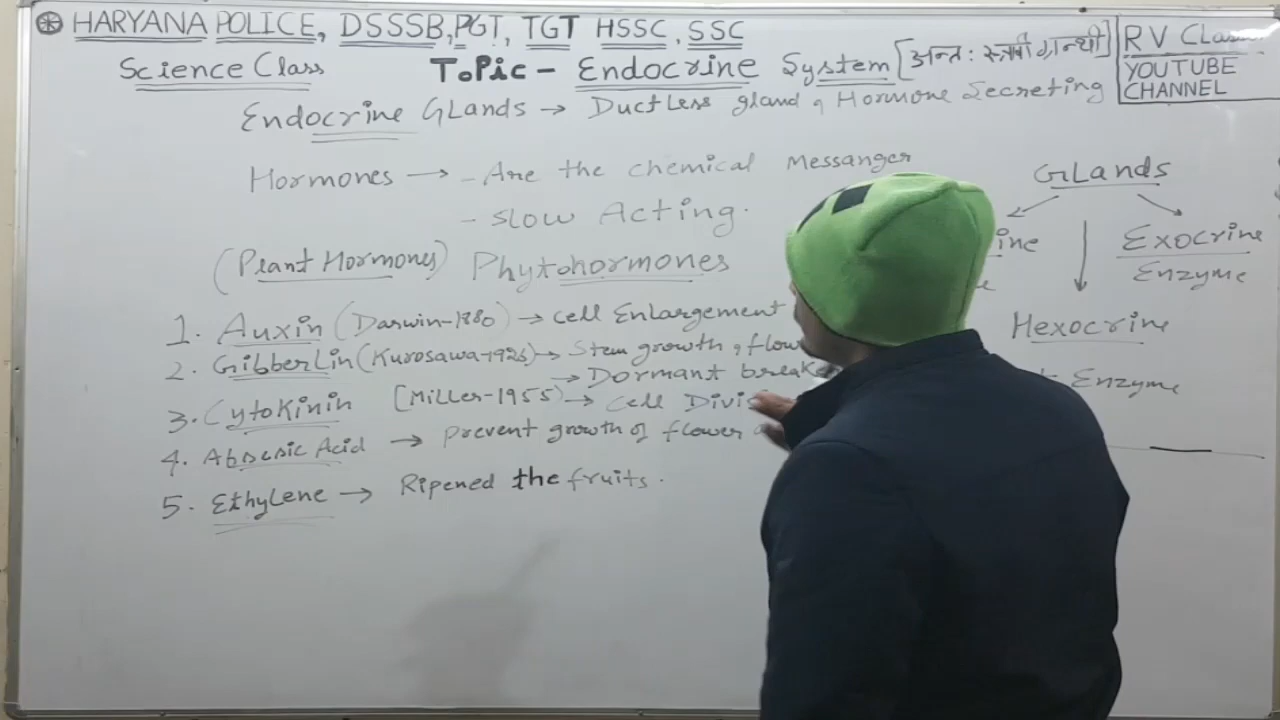 HARYANA POLICE, DSSSB, PGT, TGT HSSC, SSC
Science Class
ToPic - Endocrine System [अन्त: स्त्रावी ग्रन्थी]
RV Class
YOUTUBE
CHANNEL
Endocrine GLands → DuctLess gland, Hormone Secreting
Hormones → - Are the chemical Messanger
- SLOW Acting.
(PLant Hormones) Phytohormones
1. Auxin (Darwin-1880) → Cell Enlargement
2. GibberLin (Kurosawa-1926) → Stem growth, flow
→ Dormant break
3. Cytokinin [Miller-1955) → Cell Divi
4. Abscsic Acid → Prevent growth of flower
5. EthyLene → Ripened the fruits.
GLands
ine
Exocrine
Enzyme
Hexocrine
Enzyme